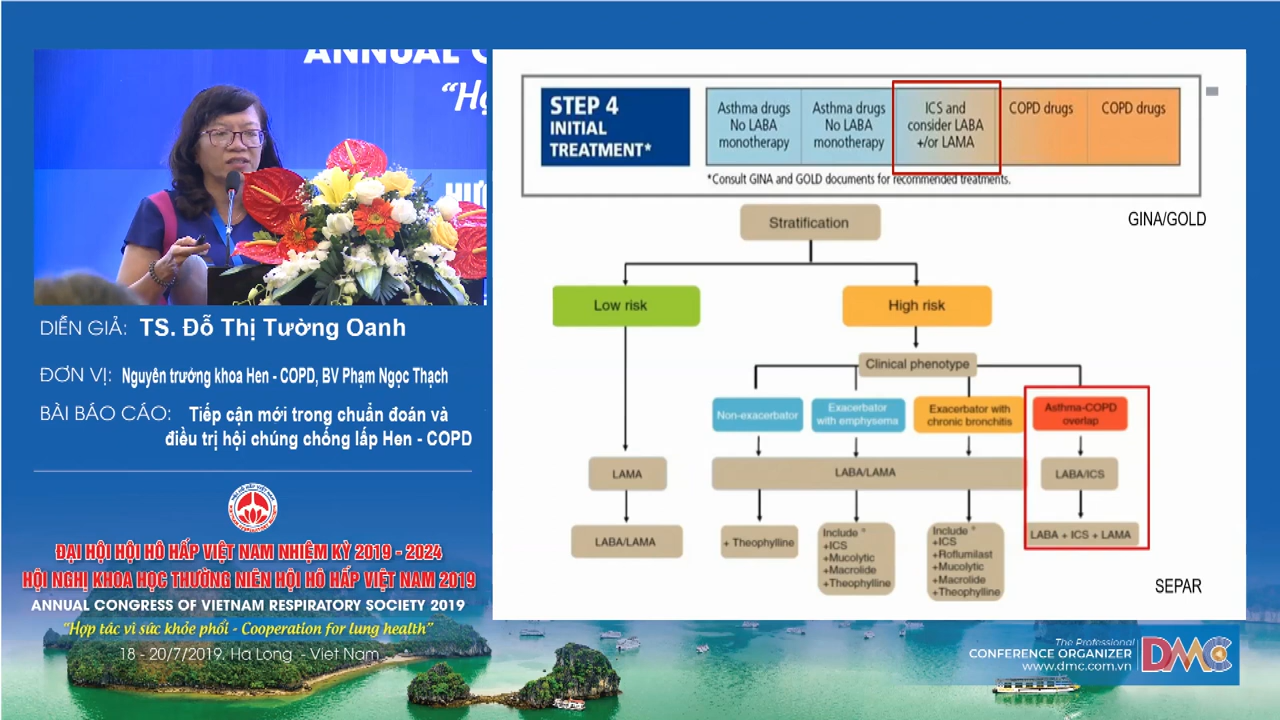 ANNUAL C
“Họ
HƯ
DIỄN GIẢ: TS. Đỗ Thị Tường Oanh
ĐƠN VỊ: Nguyên trưởng khoa Hen - COPD, BV Phạm Ngọc Thạch
BÀI BÁO CÁO: Tiếp cận mới trong chuẩn đoán và
điều trị hội chứng chồng lấp Hen - COPD
ĐẠI HỘI HỘI HÔ HẤP VIỆT NAM NHIỆM KỲ 2019 - 2024
HỘI NGHỊ KHOA HỌC THƯỜNG NIÊN HỘI HÔ HẤP VIỆT NAM 2019
ANNUAL CONGRESS OF VIETNAM RESPIRATORY SOCIETY 2019
“Hợp tác vì sức khỏe phổi - Cooperation for lung health”
18 - 20/7/2019. Ha Long - Viet Nam
STEP 4
INITIAL
TREATMENT*
Asthma drugs
No LABA
monotherapy
Asthma drugs
No LABA
monotherapy
ICS and
consider LABA
+/or LAMA
COPD drugs
COPD drugs
*Consult GINA and GOLD documents for recommended treatments.
GINA/GOLD
Stratification
Low risk
High risk
Clinical phenotype
Non-exacerbator
Exacerbator
with emphysema
Exacerbator with
chronic bronchitis
Asthma-COPD
overlap
LAMA
LABA/LAMA
LABA/ICS
LABA/LAMA
+ Theophylline
Include *
+ICS
+Mucolytic
+Macrolide
+Theophylline
Include *
+ICS
+Roflumilast
+Mucolytic
+Macrolide
+Theophylline
LABA + ICS + LAMA
SEPAR
The Professional
CONFERENCE ORGANIZER
www.dmc.com.vn
DMC